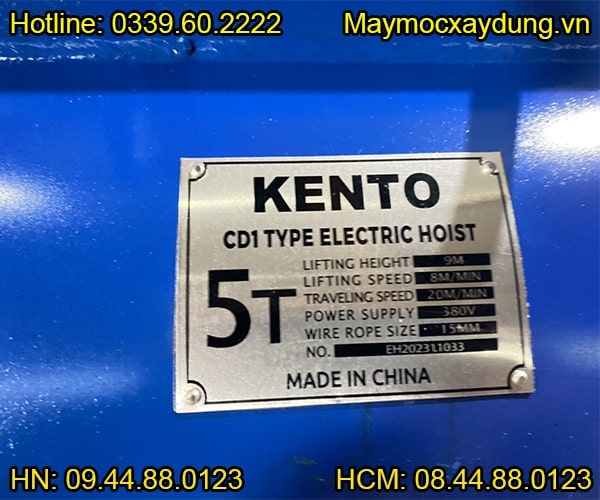 Hotline: 0339.60.2222 Maymocxaydung.vn
KENTO
CD1 TYPE ELECTRIC HOIST
5T
LIFTING HEIGHT 9M
LIFTING SPEED 8M/MIN
TRAVELING SPEED 20M/MIN
POWER SUPPLY 380V
WIRE ROPE SIZE 15MM
NO. EH20231.1033
MADE IN CHINA
HN: 09.44.88.0123 HCM: 08.44.88.0123